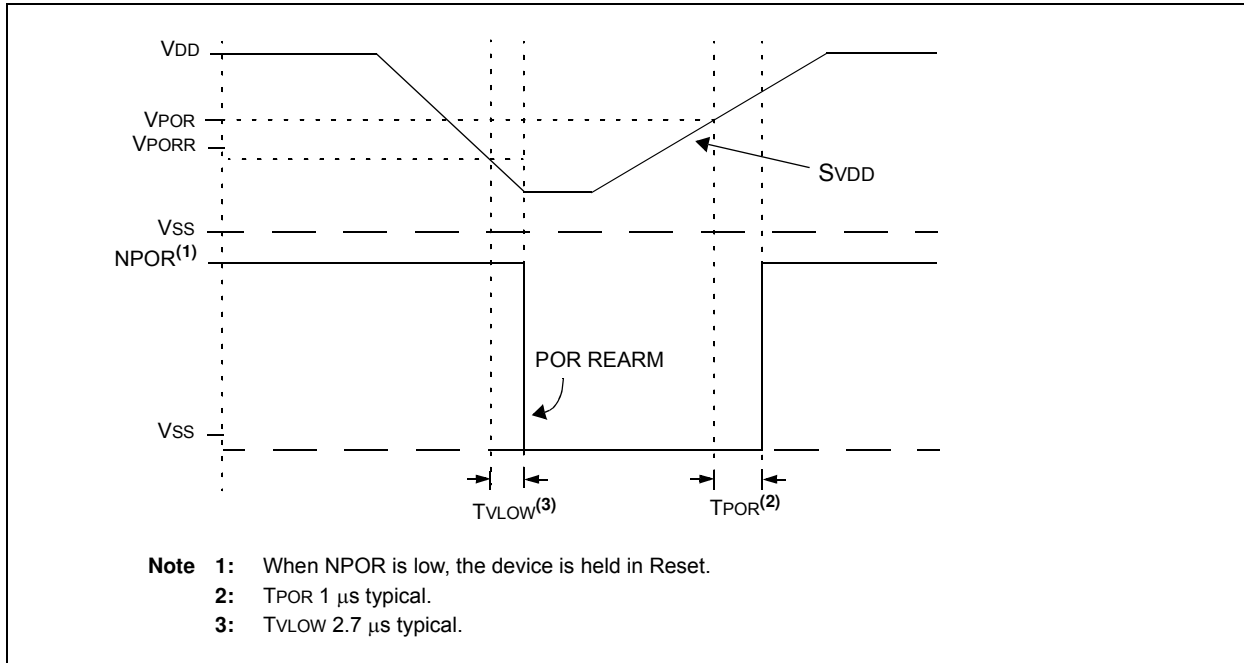 VDD
VPOR
VPORR
SVDD
VSS
NPOR(1)
POR REARM
VSS
TVLOW(3)
TPOR(2)
Note 1: When NPOR is low, the device is held in Reset.
2: TPOR 1 μs typical.
3: TVLOW 2.7 μs typical.